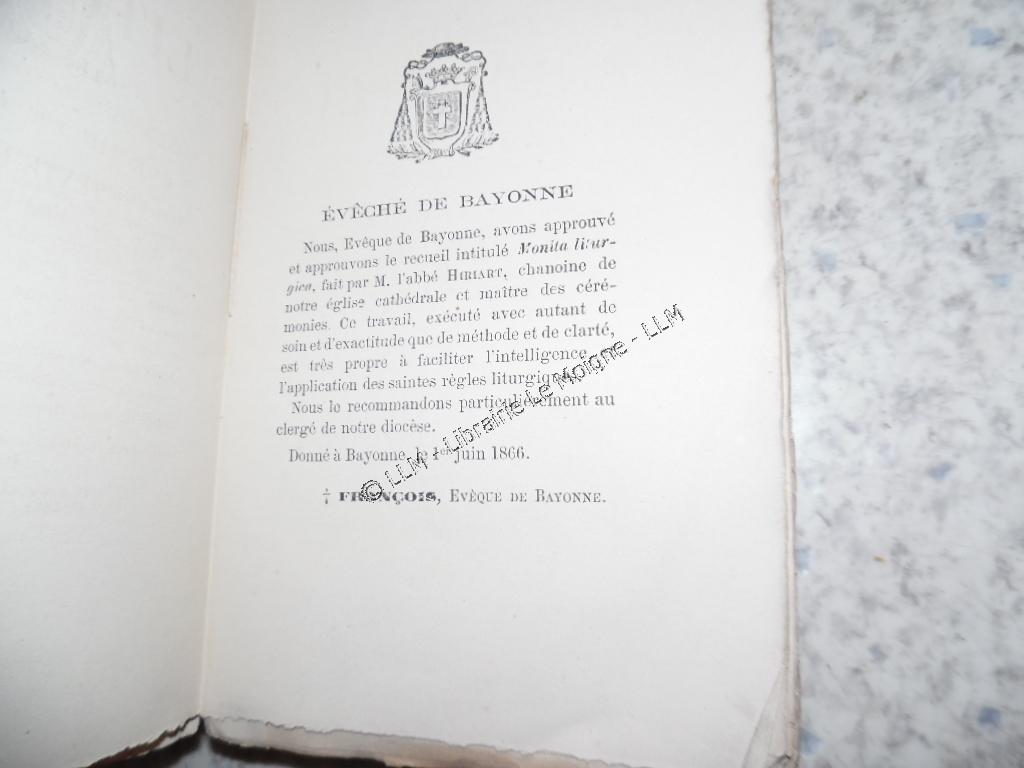 ÉVÊCHÉ DE BAYONNE
Nous, Evêque de Bayonne, avons approuvé
et approuvons le recueil intitulé Monita litur-
gica, fait par M. l'abbé HIRIART, chanoine de
notre église cathédrale et maître des céré-
monies. Ce travail, exécuté avec autant de
soin et d'exactitude que de méthode et de clarté,
est très propre à faciliter l'intelligence
l'application des saintes règles liturgiqu
Nous le recommandons particulièrement au
clergé de notre diocèse.
Donné à Bayonne, le 1er juin 1866.
† FRANÇOIS, EVÊQUE DE BAYONNE.
© LLM - Librairie Le Moigne - LLM